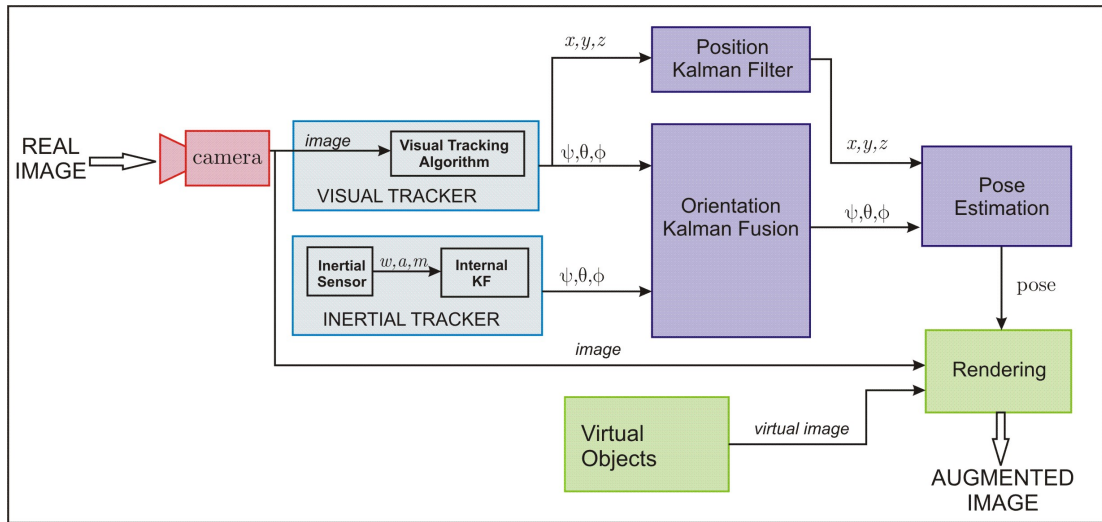 x,y,z
Position
Kalman Filter
REAL
IMAGE
camera
image
Visual Tracking
Algorithm
VISUAL TRACKER
ψ,θ,ϕ
Orientation
Kalman Fusion
x,y,z
Pose
Estimation
ψ,θ,ϕ
Inertial
Sensor
w,a,m
Internal
KF
INERTIAL TRACKER
ψ,θ,ϕ
pose
image
Rendering
Virtual
Objects
virtual image
AUGMENTED
IMAGE